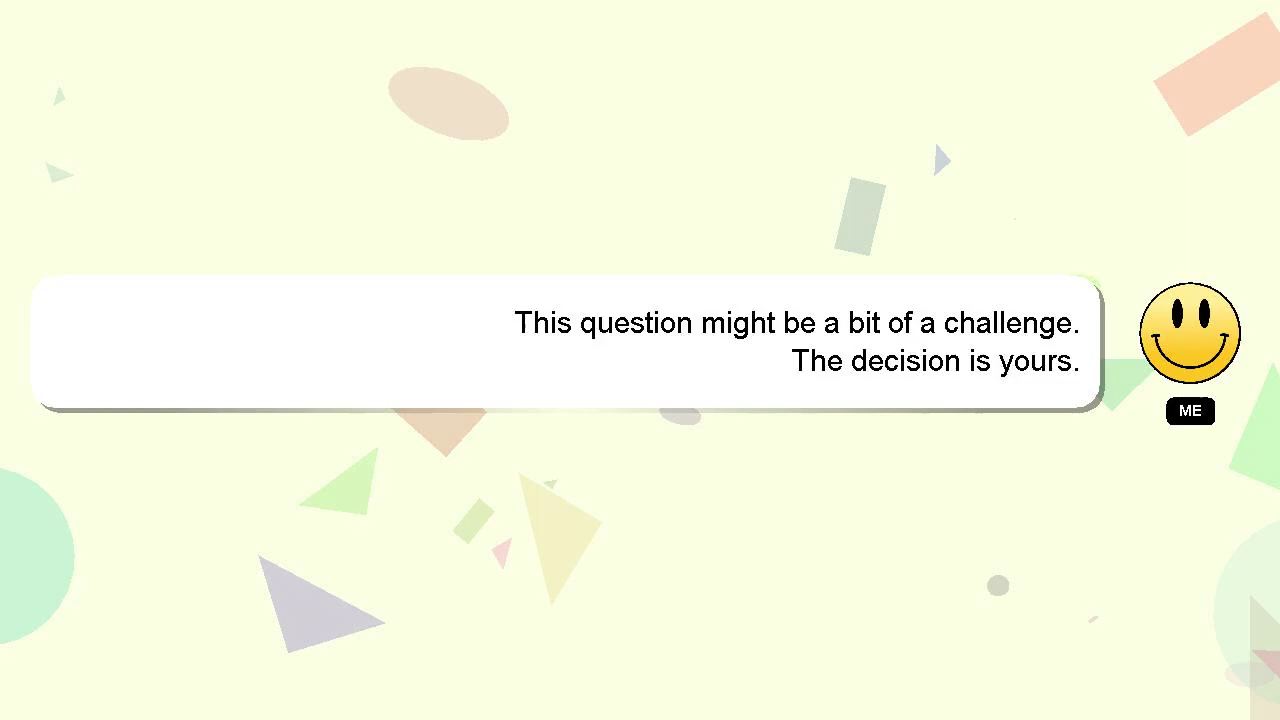 This question might be a bit of a challenge.
The decision is yours.
ME